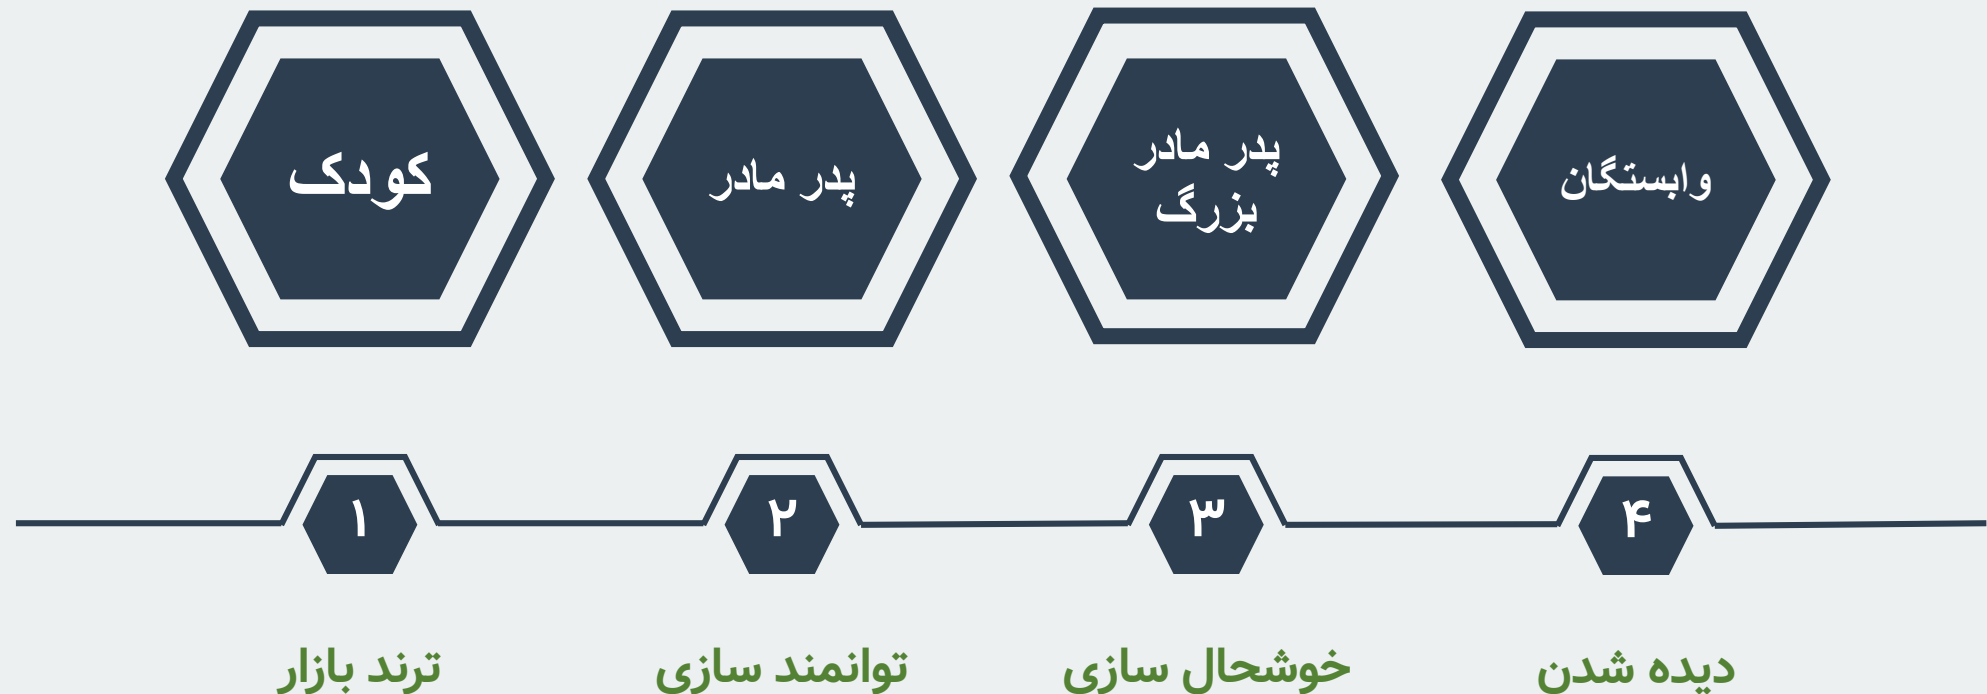 کودک
پدر مادر
پدر مادر
بزرگ
وابستگان
۱
۲
۳
۴
ترند بازار
توانمند سازی
خوشحال سازی
دیده شدن